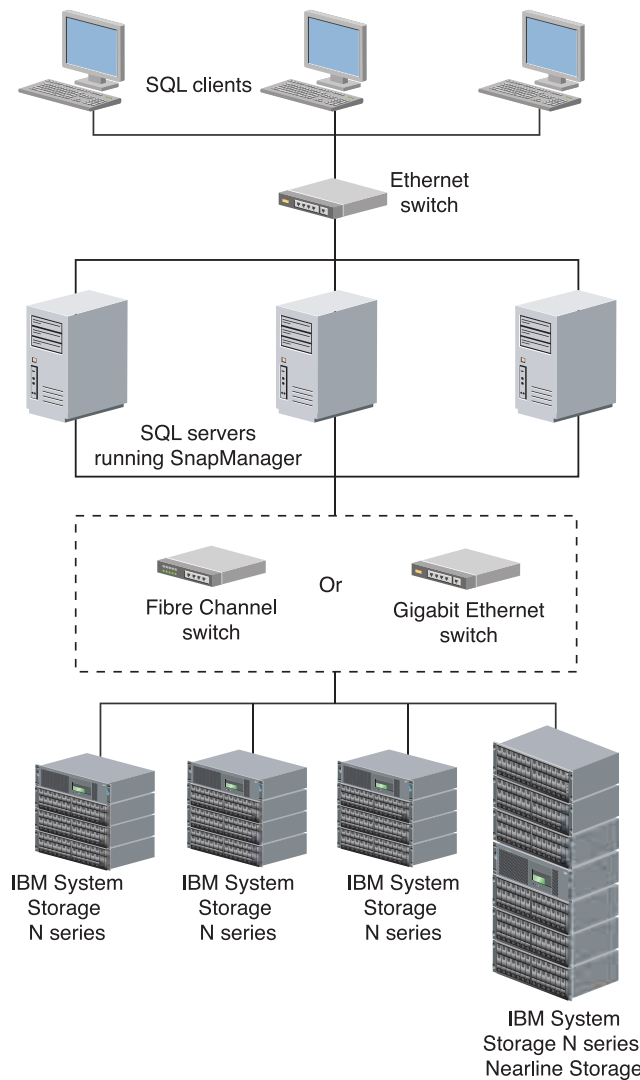 SQL clients
Ethernet
switch
SQL servers
running SnapManager
Fibre Channel
switch
Or
Gigabit Ethernet
switch
IBM System
Storage
N series
IBM System
Storage
N series
IBM System
Storage
N series
IBM System
Storage N series
Nearline Storage